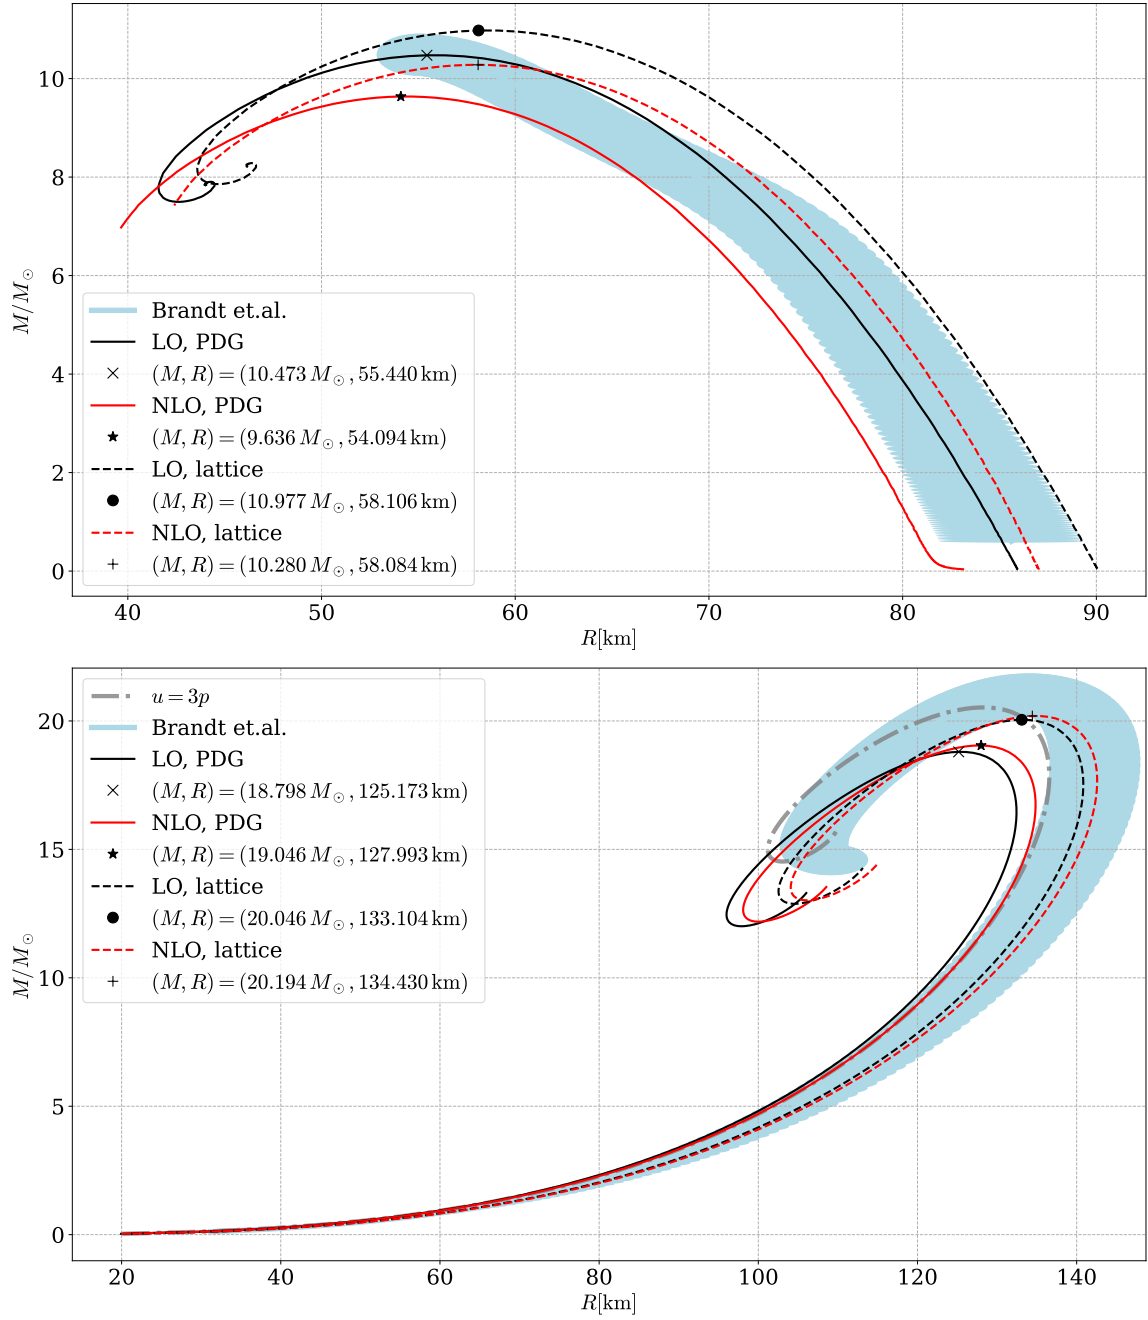 M/M⊙
10
8
6
4
2
0
Brandt et.al.
LO, PDG
(M, R) = (10.473 M⊙, 55.440 km)
NLO, PDG
(M, R) = (9.636 M⊙, 54.094 km)
LO, lattice
(M, R) = (10.977 M⊙, 58.106 km)
NLO, lattice
(M, R) = (10.280 M⊙, 58.084 km)
40 50 60 70 80 90
R[km]
M/M⊙
20
15
10
5
0
u = 3p
Brandt et.al.
LO, PDG
(M, R) = (18.798 M⊙, 125.173 km)
NLO, PDG
(M, R) = (19.046 M⊙, 127.993 km)
LO, lattice
(M, R) = (20.046 M⊙, 133.104 km)
NLO, lattice
(M, R) = (20.194 M⊙, 134.430 km)
20 40 60 80 100 120 140
R[km]